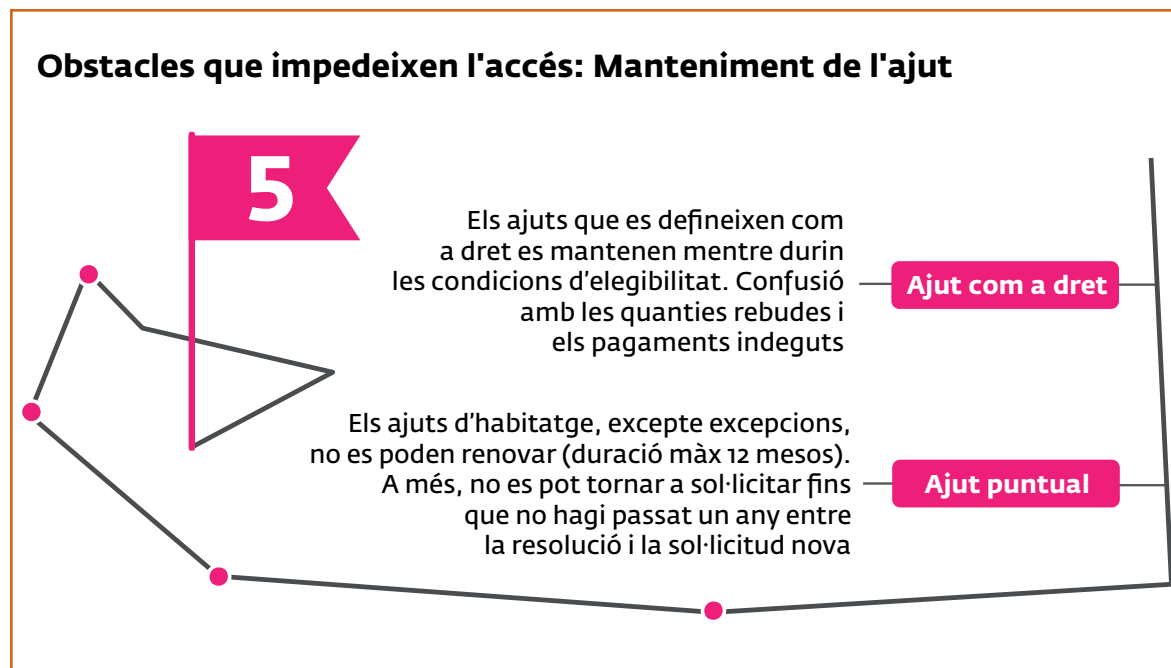 Obstacles que impedeixen l'accés: Manteniment de l'ajut
5
Els ajuts que es defineixen com
a dret es mantenen mentre durin
les condicions d’elegibilitat. Confusió
amb les quanties rebudes i
els pagaments indeguts
Ajut com a dret
Els ajuts d’habitatge, excepte excepcions,
no es poden renovar (duració màx 12 mesos).
A més, no es pot tornar a sol·licitar fins
que no hagi passat un any entre
la resolució i la sol·licitud nova
Ajut puntual